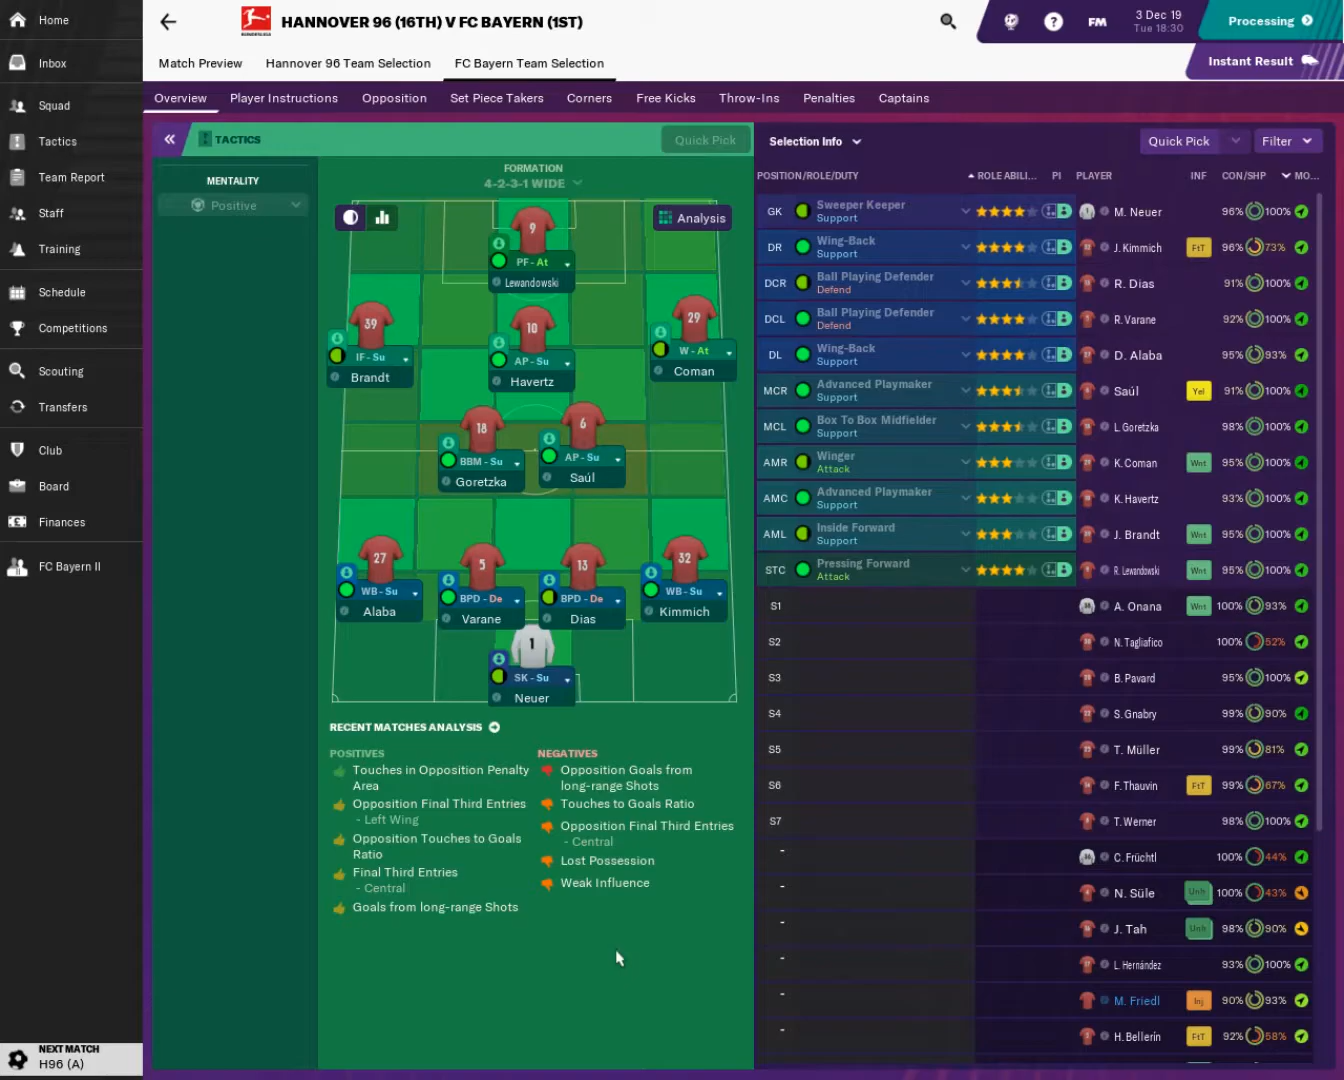 Home
Inbox
Squad
Tactics
Team Report
Staff
Training
Schedule
Competitions
Scouting
Transfers
Club
Board
Finances
FC Bayern II
NEXT MATCH
H96 (A)
HANNOVER 96 (16TH) V FC BAYERN (1ST)
FM
3 Dec 19
Tue 18:30
Processing
Instant Result
Match Preview
Hannover 96 Team Selection
FC Bayern Team Selection
Overview
Player Instructions
Opposition
Set Piece Takers
Corners
Free Kicks
Throw-Ins
Penalties
Captains
TACTICS
Quick Pick
MENTALITY
Positive
FORMATION
4-2-3-1 WIDE
Analysis
9
PF - At
Lewandowski
39
IF - Su
Brandt
10
AP - Su
Havertz
29
W - At
Coman
18
BBM - Su
Goretzka
6
AP - Su
Saúl
27
WB - Su
Alaba
5
BPD - De
Varane
13
BPD - De
Dias
32
WB - Su
Kimmich
1
SK - Su
Neuer
RECENT MATCHES ANALYSIS
POSITIVES
Touches in Opposition Penalty
Area
Opposition Final Third Entries
- Left Wing
Opposition Touches to Goals
Ratio
Final Third Entries
- Central
Goals from long-range Shots
NEGATIVES
Opposition Goals from
long-range Shots
Touches to Goals Ratio
Opposition Final Third Entries
- Central
Lost Possession
Weak Influence
Selection Info
Quick Pick
Filter
POSITION/ROLE/DUTY ROLE ABILI... PI PLAYER INF CON/SHP MO...
GK Sweeper Keeper M. Neuer 96% 100%
Support
DR Wing-Back J. Kimmich FtT 96% 73%
Support
DCR Ball Playing Defender R. Dias 91% 100%
Defend
DCL Ball Playing Defender R. Varane 92% 100%
Defend
DL Wing-Back D. Alaba 95% 93%
Support
MCR Advanced Playmaker Saúl Yel 91% 100%
Support
MCL Box To Box Midfielder L. Goretzka 98% 100%
Support
AMR Winger K. Coman Wnt 95% 100%
Attack
AMC Advanced Playmaker K. Havertz 93% 100%
Support
AML Inside Forward J. Brandt Wnt 95% 100%
Support
STC Pressing Forward R. Lewandowski Wnt 95% 100%
Attack
S1 A. Onana Wnt 100% 93%
S2 N. Tagliafico 100% 52%
S3 B. Pavard 95% 100%
S4 S. Gnabry 99% 90%
S5 T. Müller 99% 81%
S6 F. Thauvin FtT 99% 67%
S7 T. Werner 98% 100%
- C. Früchtl 100% 44%
- N. Süle Unh 100% 43%
- J. Tah Unh 98% 90%
- L. Hernández 93% 100%
- M. Friedl Inj 90% 93%
- H. Bellerín FtT 92% 58%